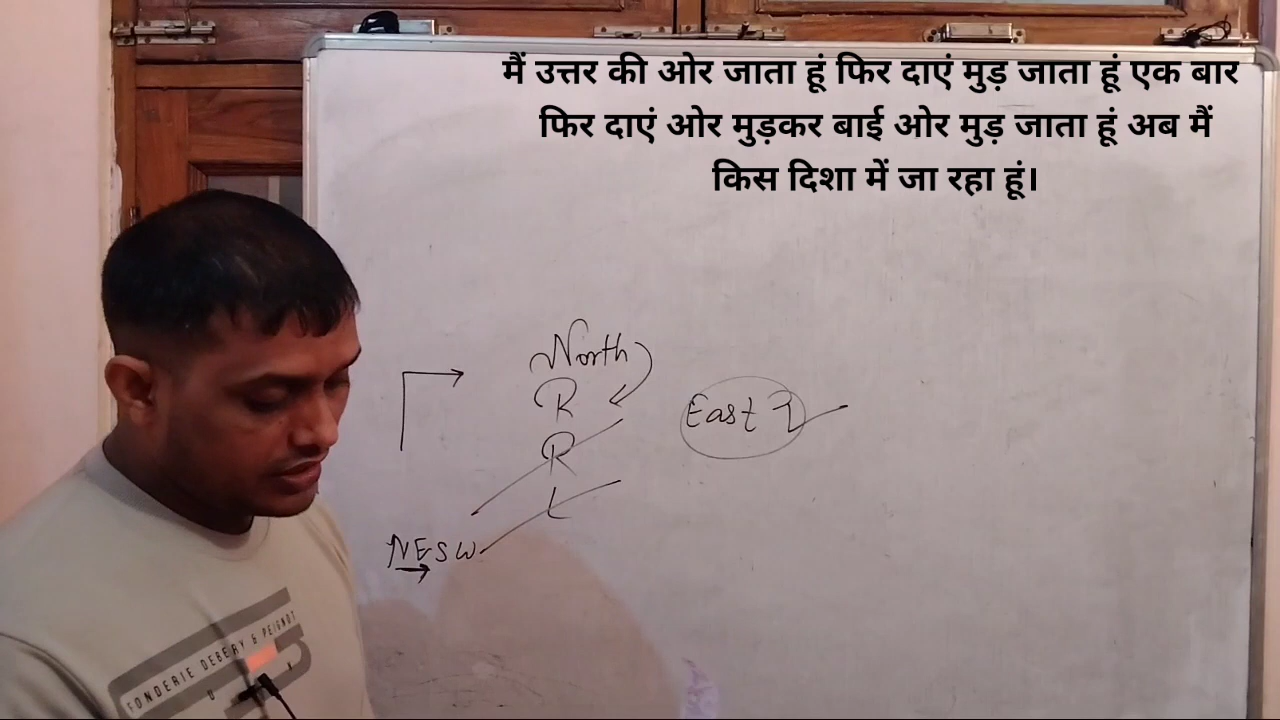 मैं उत्तर की ओर जाता हूं फिर दाएं मुड़ जाता हूं एक बार
फिर दाएं ओर मुड़कर बाई ओर मुड़ जाता हूं अब मैं
किस दिशा में जा रहा हूं।
North
R
R
L
East
NESW
FONDERIE DEBERY & PEIGNOT